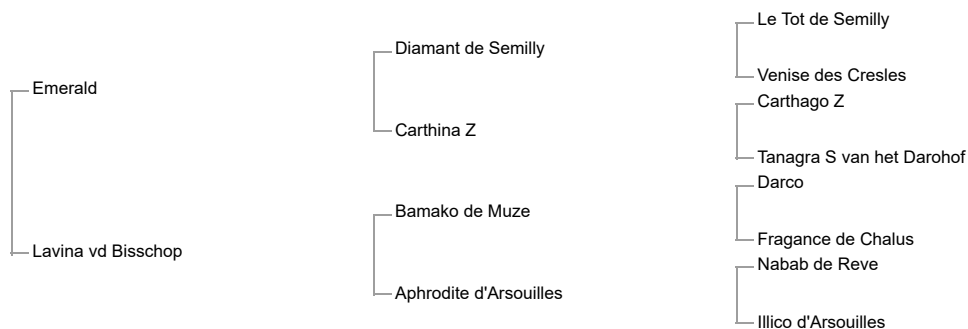 Le Tot de Semilly
Diamant de Semilly
Venise des Cresles
Emerald
Carthago Z
Carthina Z
Tanagra S van het Darohof
Darco
Bamako de Muze
Fragance de Chalus
Lavina vd Bisschop
Nabab de Reve
Aphrodite d'Arsouilles
Illico d'Arsouilles